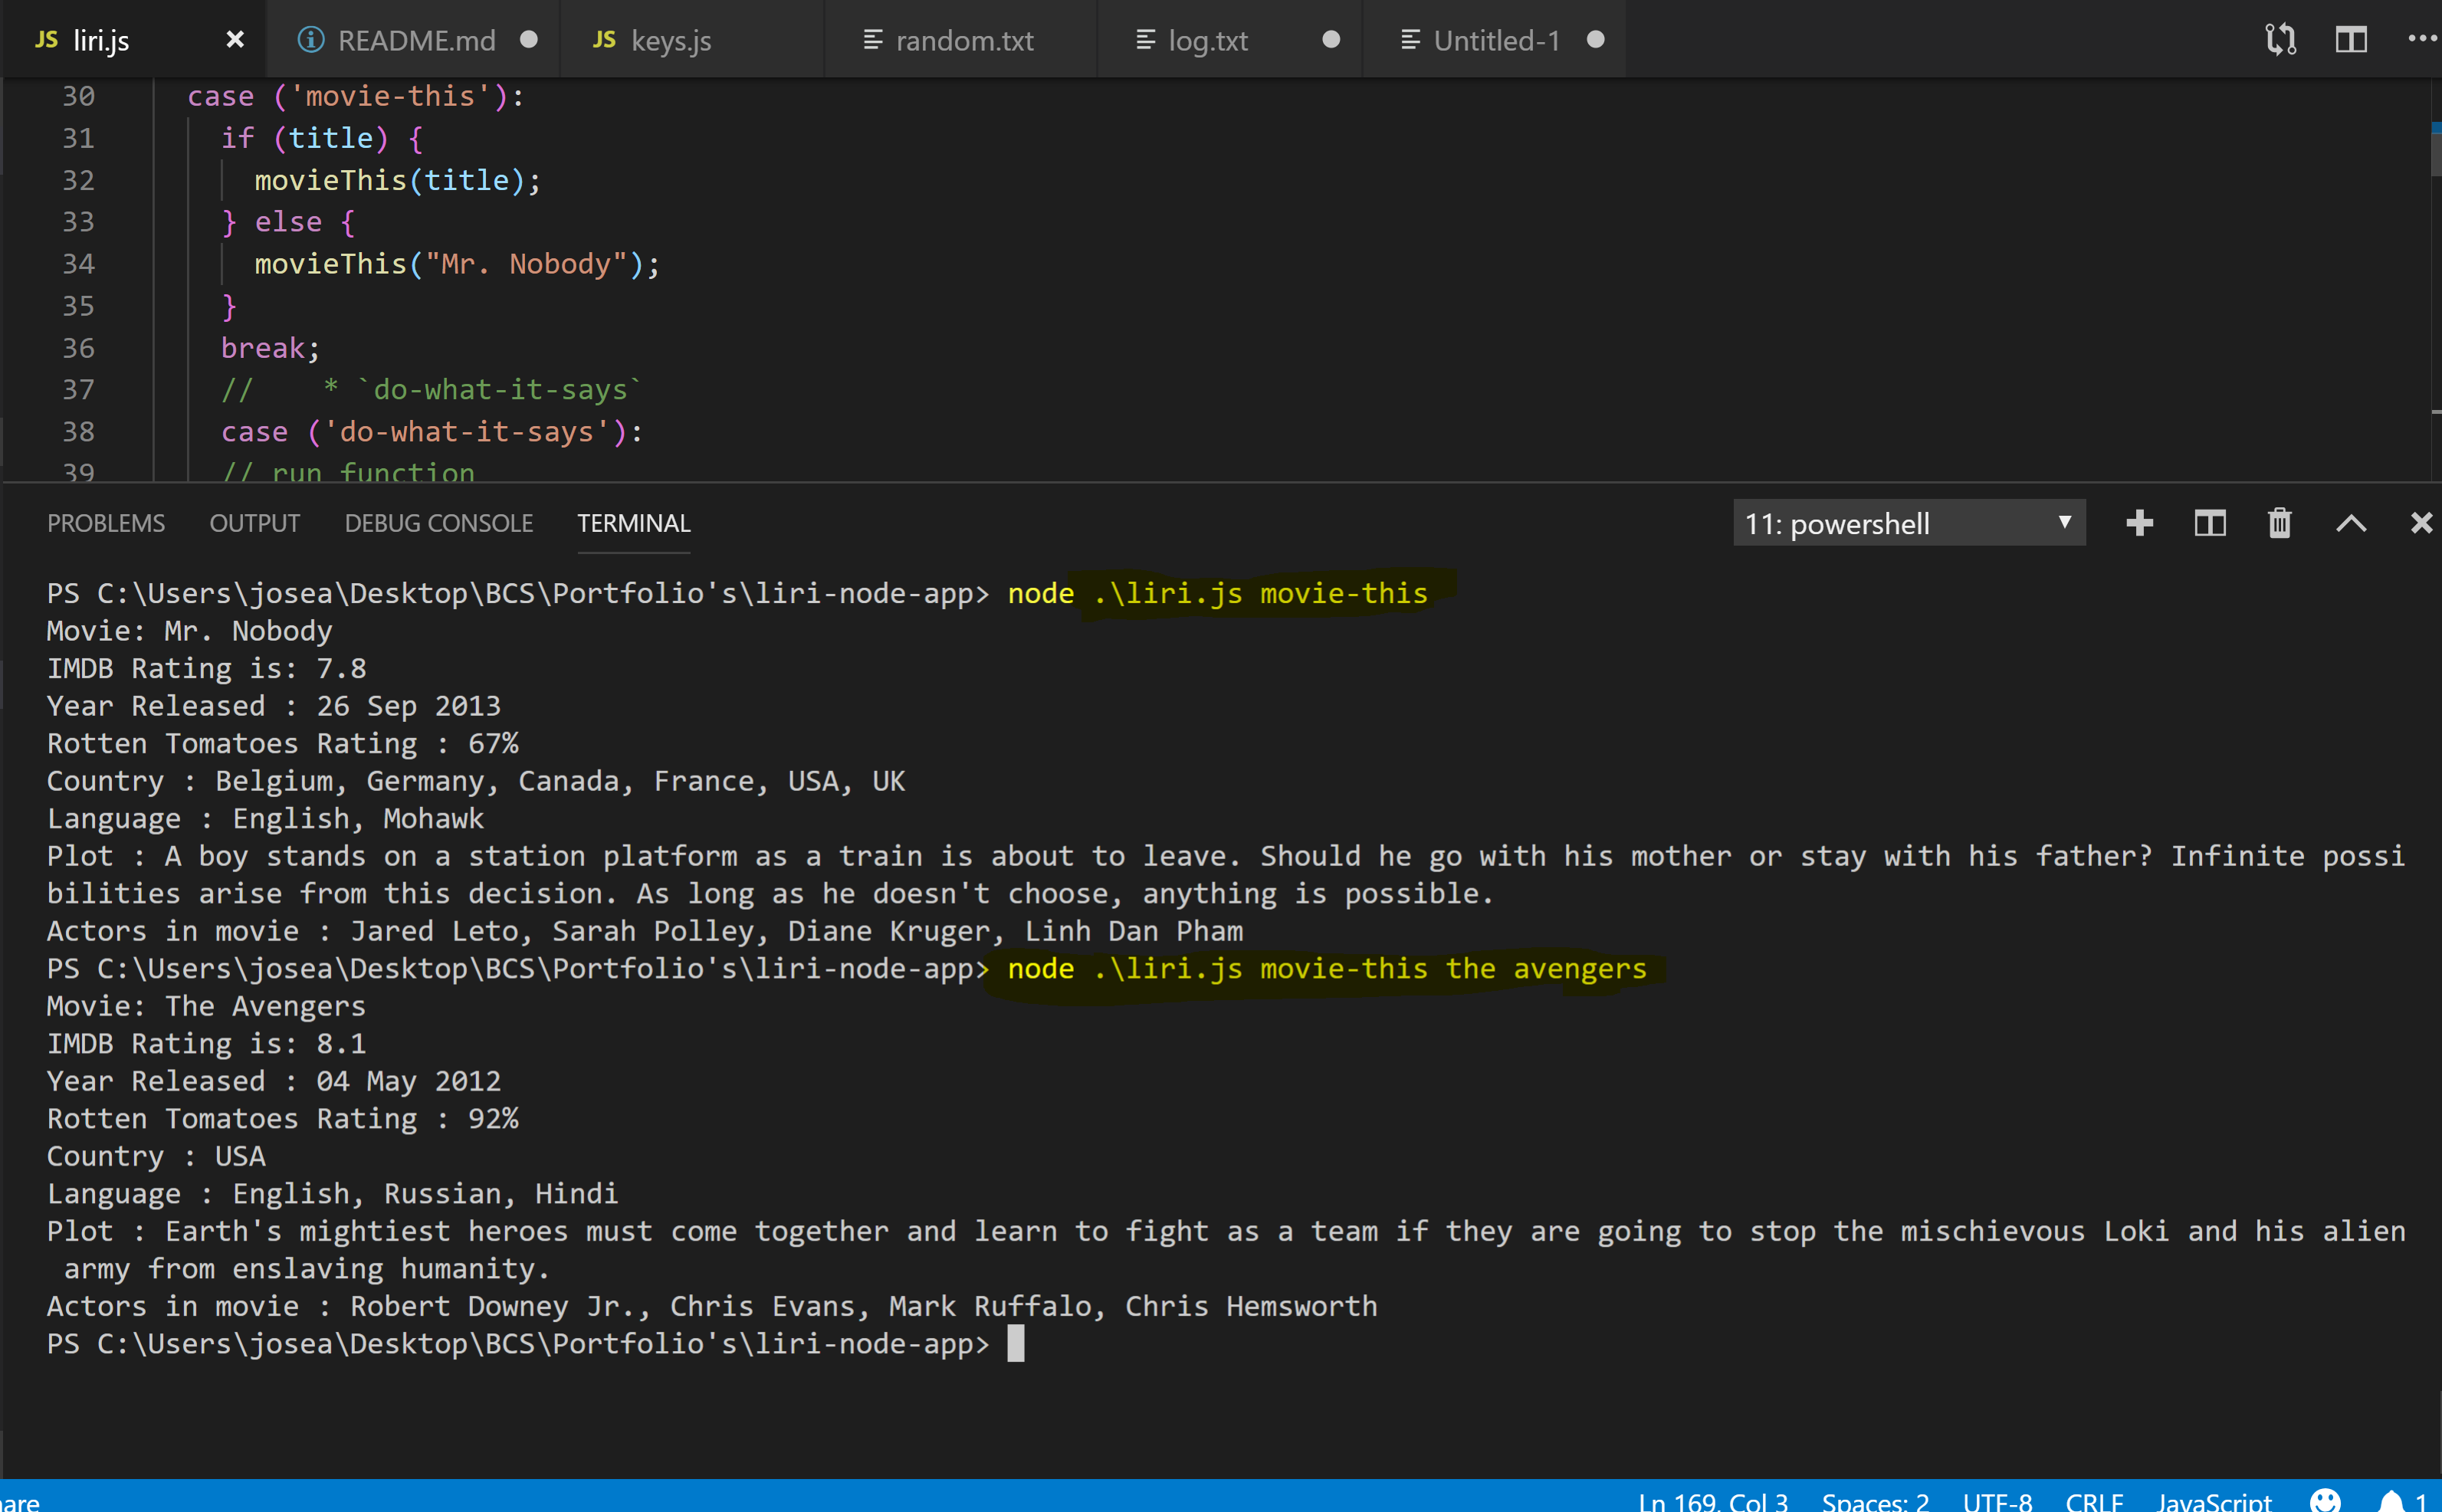 JS liri.js README.md JS keys.js random.txt log.txt Untitled-1
30 case ('movie-this'):
31 if (title) {
32 movieThis(title);
33 } else {
34 movieThis("Mr. Nobody");
35 }
36 break;
37 // * `do-what-it-says`
38 case ('do-what-it-says'):
39 // run function
PROBLEMS OUTPUT DEBUG CONSOLE TERMINAL 11: powershell
PS C:\Users\josea\Desktop\BCS\Portfolio's\liri-node-app> node .\liri.js movie-this
Movie: Mr. Nobody
IMDB Rating is: 7.8
Year Released : 26 Sep 2013
Rotten Tomatoes Rating : 67%
Country : Belgium, Germany, Canada, France, USA, UK
Language : English, Mohawk
Plot : A boy stands on a station platform as a train is about to leave. Should he go with his mother or stay with his father? Infinite possi
bilities arise from this decision. As long as he doesn't choose, anything is possible.
Actors in movie : Jared Leto, Sarah Polley, Diane Kruger, Linh Dan Pham
PS C:\Users\josea\Desktop\BCS\Portfolio's\liri-node-app> node .\liri.js movie-this the avengers
Movie: The Avengers
IMDB Rating is: 8.1
Year Released : 04 May 2012
Rotten Tomatoes Rating : 92%
Country : USA
Language : English, Russian, Hindi
Plot : Earth's mightiest heroes must come together and learn to fight as a team if they are going to stop the mischievous Loki and his alien
army from enslaving humanity.
Actors in movie : Robert Downey Jr., Chris Evans, Mark Ruffalo, Chris Hemsworth
PS C:\Users\josea\Desktop\BCS\Portfolio's\liri-node-app>
are Ln 169, Col 3 Spaces: 2 UTF-8 CRLF JavaScript 1